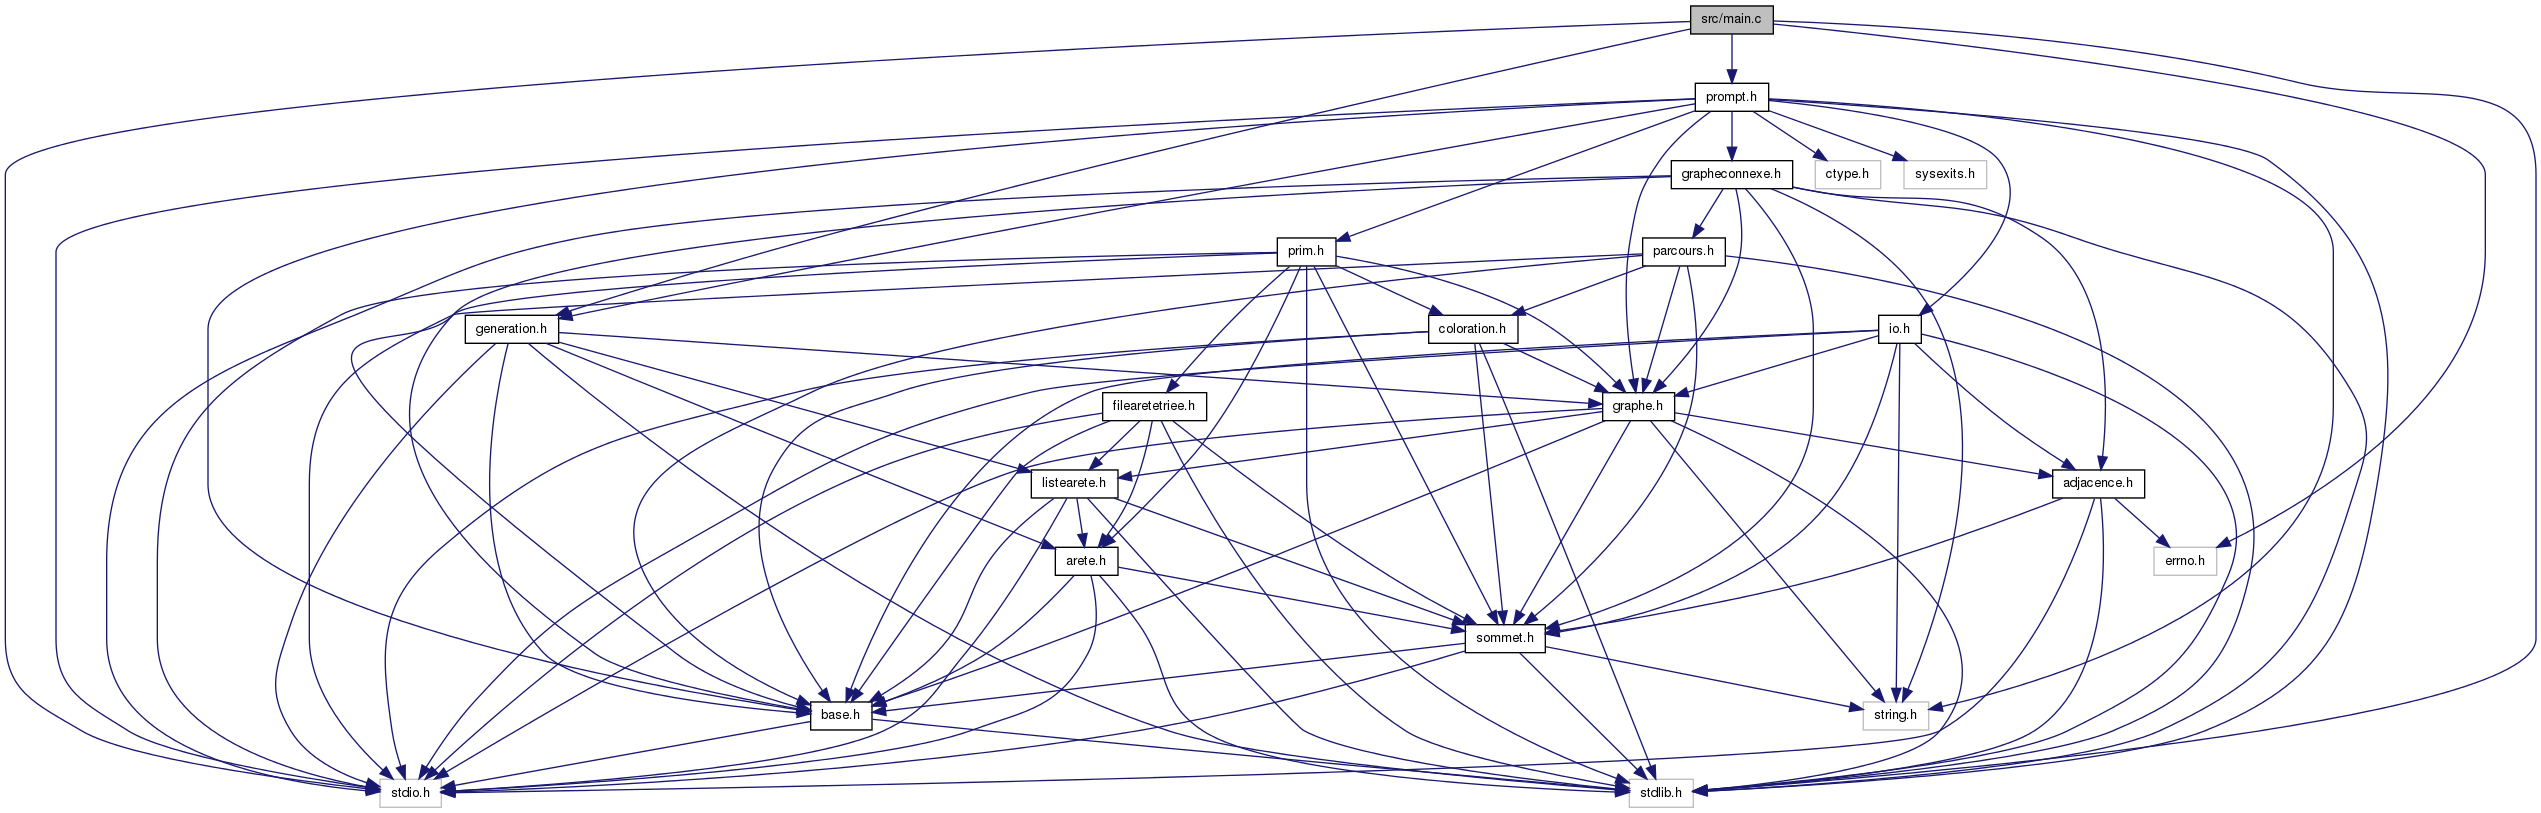 src/main.c
prompt.h
grapheconnexe.h
ctype.h
sysexits.h
prim.h
parcours.h
generation.h
coloration.h
io.h
filearetetriee.h
graphe.h
listearete.h
adjacence.h
arete.h
errno.h
sommet.h
base.h
string.h
stdio.h
stdlib.h